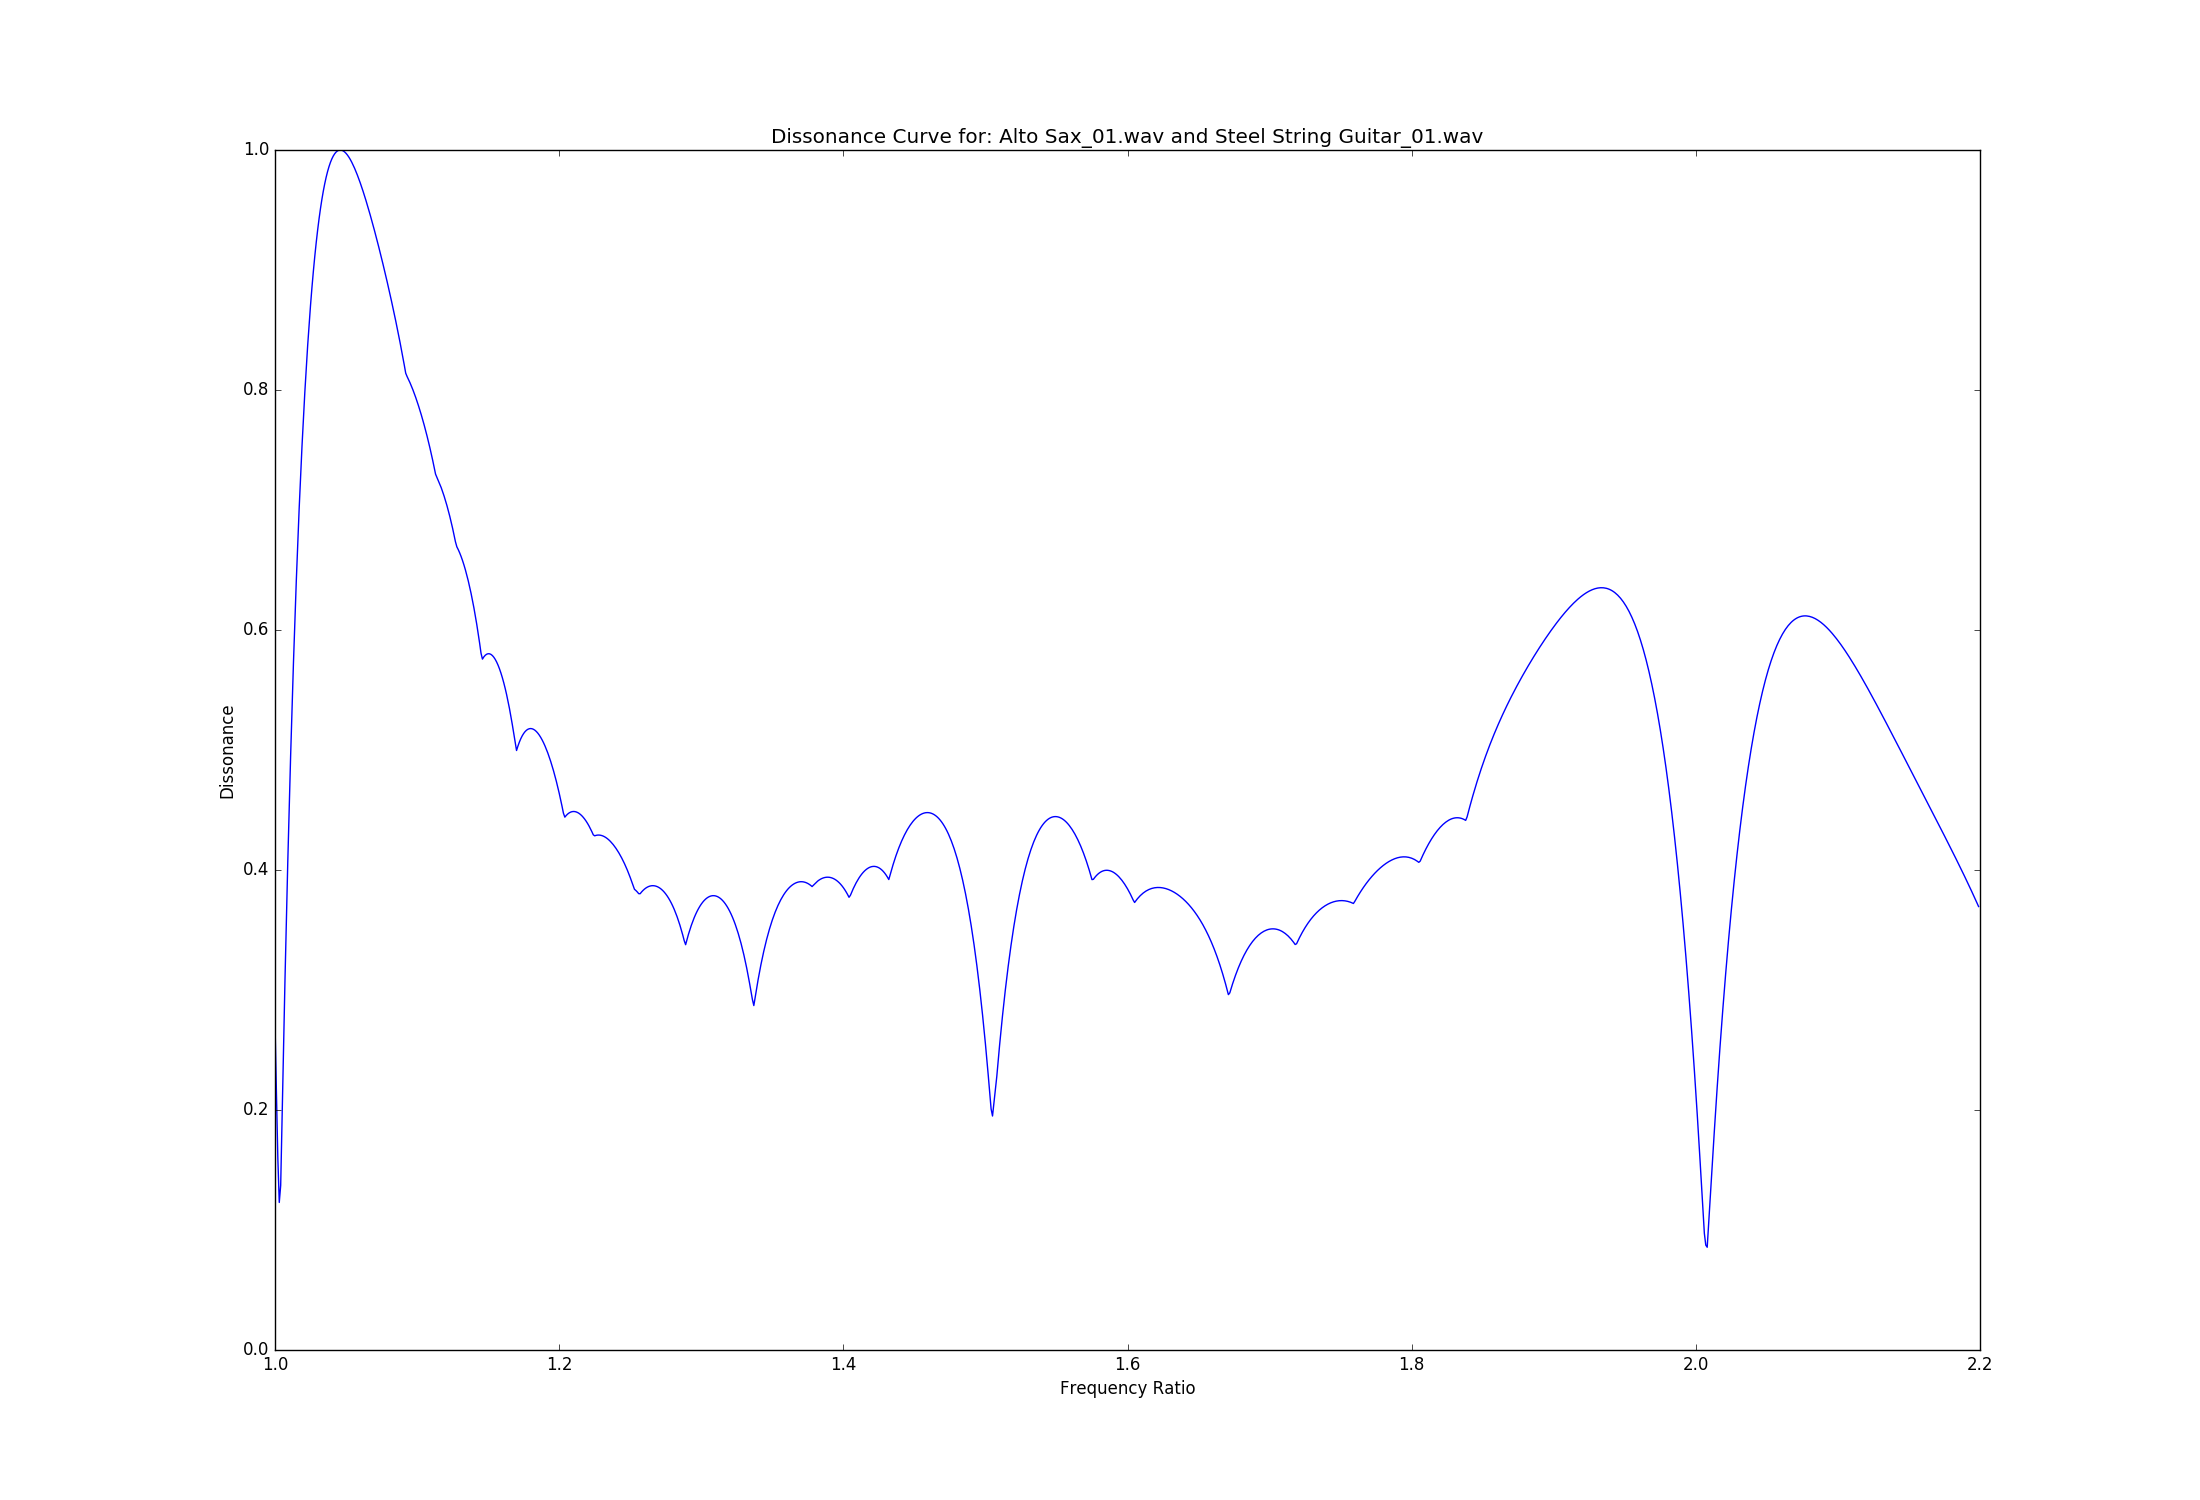 Dissonance Curve for: Alto Sax_01.wav and Steel String Guitar_01.wav
1.0
0.8
0.6
0.4
0.2
0.0
Dissonance
1.0 1.2 1.4 1.6 1.8 2.0 2.2
Frequency Ratio